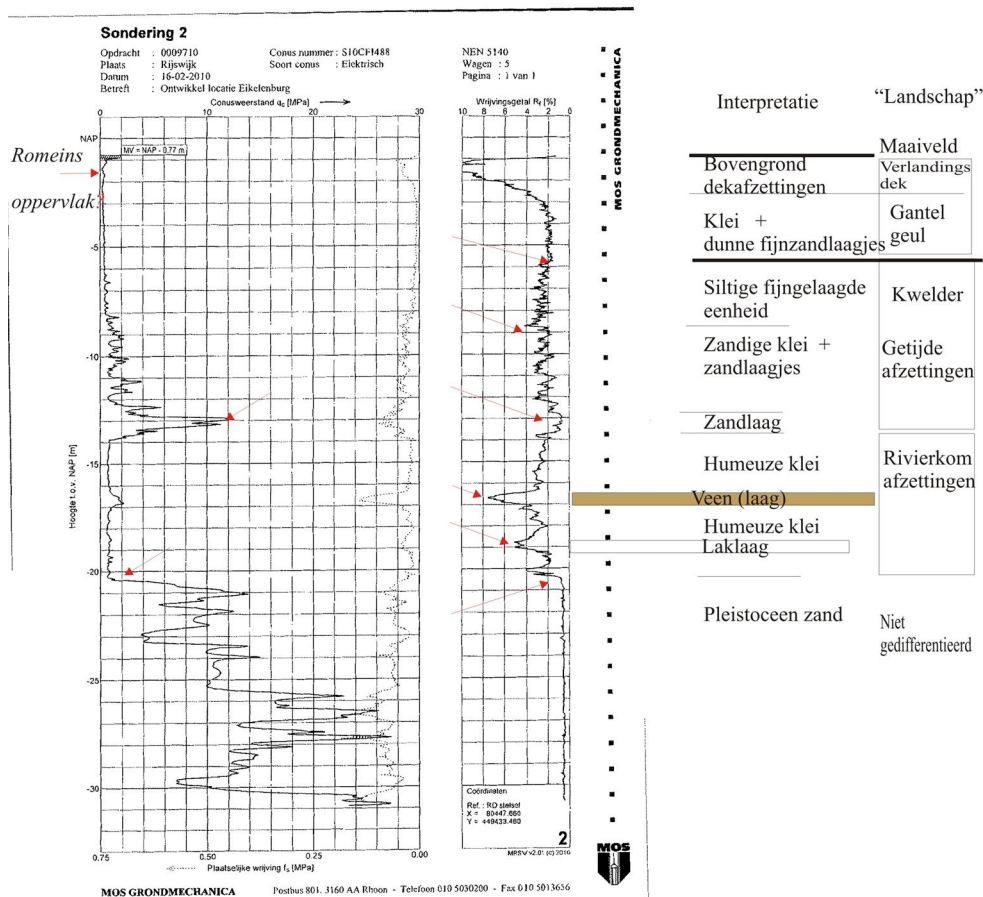 Sondering 2
Opdracht : 0009710
Plaats : Rijswijk
Datum : 16-02-2010
Betreft : Ontwikkel locatie Eikelenburg
Conus nummer : S10CFI488
Soort conus : Elektrisch
NEN 5140
Wagen : 5
Pagina : 1 van 1
Conusweerstand qc [MPa]
0 10 20 30
Wrijvingsgetal Rf [%]
10 8 6 4 2 0
NAP
MV = NAP - 0.77 m
Romeins
oppervlak?
-5
-10
-15
-20
-25
-30
Hoogte t.o.v. NAP [m]
0.75 0.50 0.25 0.00
Plaatselijke wrijving fs [MPa]
Coördinaten
Ref. : RD stelsel
X = 80447.660
Y = 449433.480
2
MRSV v2.01 (c) 2010
MOS GRONDMECHANICA
MOS
MOS GRONDMECHANICA
Postbus 801, 3160 AA Rhoon - Telefoon 010 5030200 - Fax 010 5013656
Interpretatie
“Landschap”
Maaiveld
Bovengrond
dekafzettingen
Verlandings
dek
Klei +
dunne fijnzandlaagjes
Gantel
geul
Siltige fijngelaagde
eenheid
Kwelder
Zandige klei +
zandlaagjes
Getijde
afzettingen
Zandlaag
Humeuze klei
Rivierkom
afzettingen
Veen (laag)
Humeuze klei
Laklaag
Pleistoceen zand
Niet
gedifferentieerd